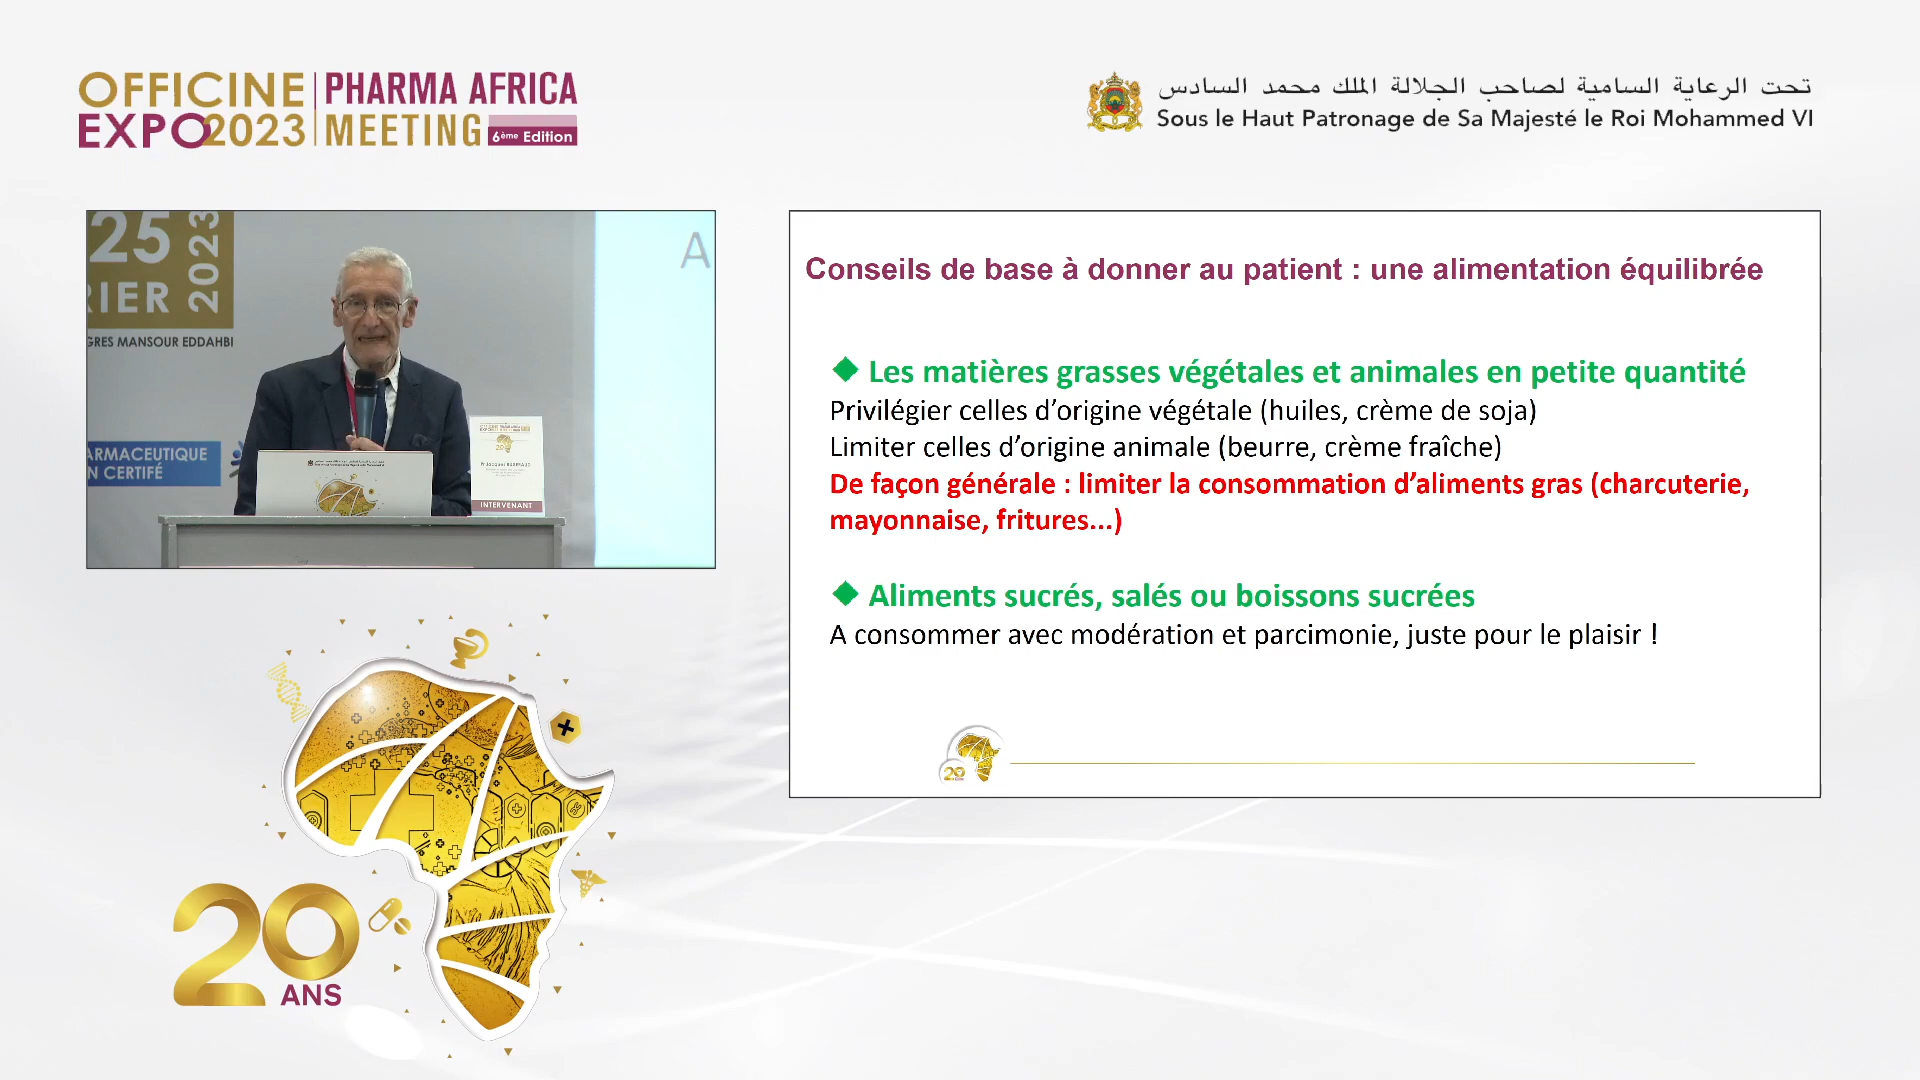 OFFICINE
EXPO2023
PHARMA AFRICA
MEETING
6ème Edition
تحت الرعاية السامية لصاحب الجلالة الملك محمد السادس
Sous le Haut Patronage de Sa Majesté le Roi Mohammed VI
25
RIER
2023
GRES MANSOUR EDDAHBI
ARMACEUTIQUE
N CERTIFÉ
A
INTERVENANT
Conseils de base à donner au patient : une alimentation équilibrée
Les matières grasses végétales et animales en petite quantité
Privilégier celles d’origine végétale (huiles, crème de soja)
Limiter celles d’origine animale (beurre, crème fraîche)
De façon générale : limiter la consommation d’aliments gras (charcuterie,
mayonnaise, fritures...)
Aliments sucrés, salés ou boissons sucrées
A consommer avec modération et parcimonie, juste pour le plaisir !
20
20
ANS